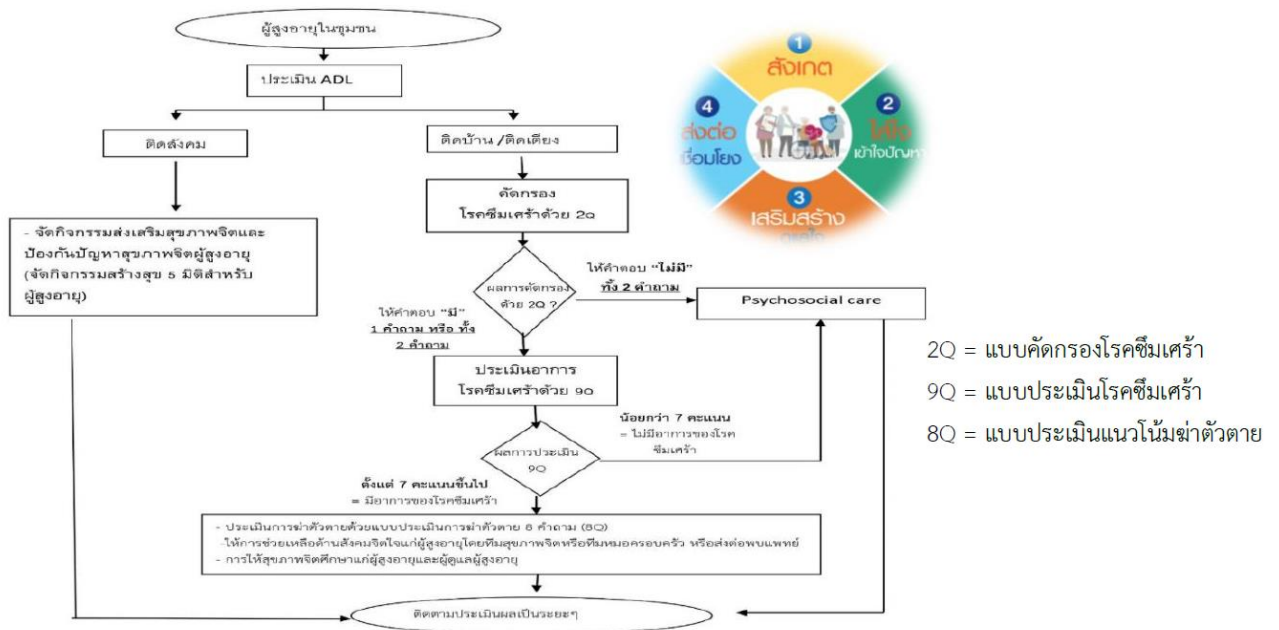 ผู้สูงอายุในชุมชน
ประเมิน ADL
ติดสังคม
ติดบ้าน /ติดเตียง
คัดกรอง
โรคซึมเศร้าด้วย 2Q
- จัดกิจกรรมส่งเสริมสุขภาพจิตและ
ป้องกันปัญหาสุขภาพจิตผู้สูงอายุ
(จัดกิจกรรมสร้างสุข 5 มิติสำหรับ
ผู้สูงอายุ)
ผลการคัดกรอง
ด้วย 2Q ?
ให้คำตอบ “ไม่มี”
ทั้ง 2 คำถาม
Psychosocial care
ให้คำตอบ “มี”
1 คำถาม หรือ ทั้ง
2 คำถาม
ประเมินอาการ
โรคซึมเศร้าด้วย 9Q
น้อยกว่า 7 คะแนน
= ไม่มีอาการของโรค
ซึมเศร้า
ผลการประเมิน
9Q
ตั้งแต่ 7 คะแนนขึ้นไป
= มีอาการของโรคซึมเศร้า
- ประเมินการฆ่าตัวตายด้วยแบบประเมินการฆ่าตัวตาย 8 คำถาม (8Q)
-ให้การช่วยเหลือด้านสังคมจิตใจแก่ผู้สูงอายุโดยทีมสุขภาพจิตหรือทีมหมอครอบครัว หรือส่งต่อพบแพทย์
- การให้สุขภาพจิตศึกษาแก่ผู้สูงอายุและผู้ดูแลผู้สูงอายุ
ติดตามประเมินผลเป็นระยะๆ
1
สังเกต
2
ใส่ใจ
เข้าใจปัญหา
3
เสริมสร้าง
4
ส่งต่อ
เชื่อมโยง
2Q = แบบคัดกรองโรคซึมเศร้า
9Q = แบบประเมินโรคซึมเศร้า
8Q = แบบประเมินแนวโน้มฆ่าตัวตาย